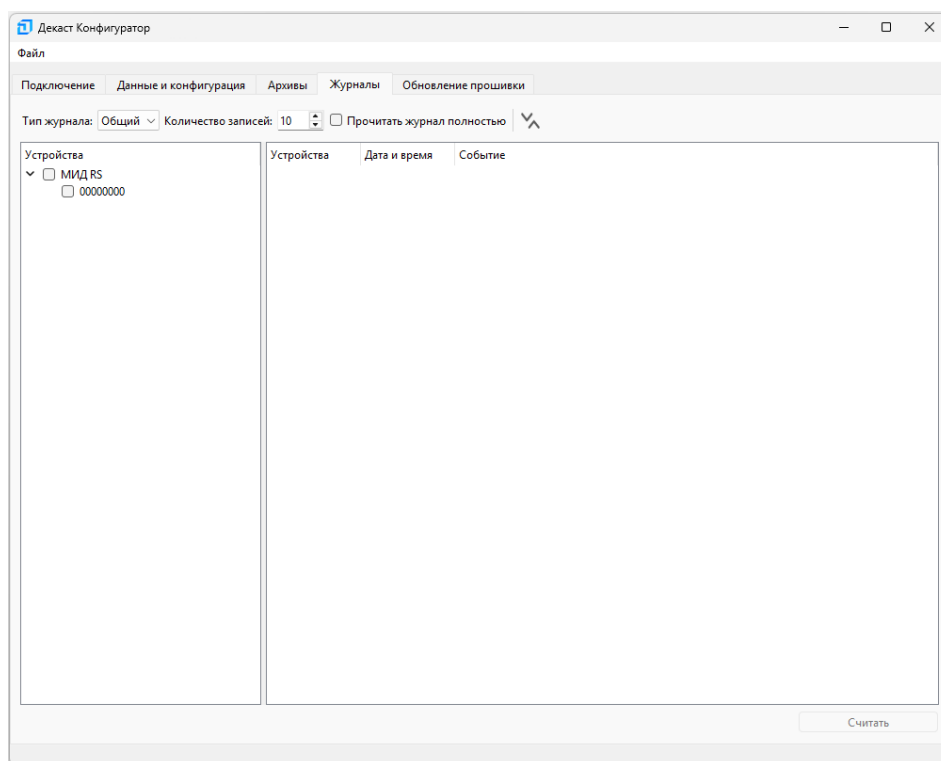 Декаст Конфигуратор
Файл
Подключение Данные и конфигурация Архивы Журналы Обновление прошивки
Тип журнала: Общий Количество записей: 10 Прочитать журнал полностью
Устройства Устройства Дата и время Событие
МИД RS
00000000
Считать